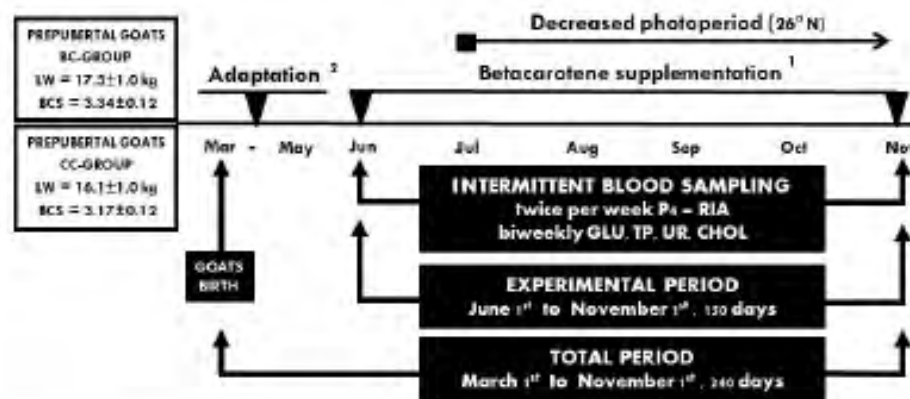 PREPUBERTAL GOATS
BC-GROUP
LW = 17.3±1.0 kg
BCS = 3.34±0.12
PREPUBERTAL GOATS
CC-GROUP
LW = 16.1±1.0 kg
BCS = 3.17±0.12
Decreased photoperiod (26° N)
Adaptation 2
Betacarotene supplementation 1
Mar - May Jun Jul Aug Sep Oct Nov
GOATS
BIRTH
INTERMITTENT BLOOD SAMPLING
twice per week P4 – RIA
biweekly GLU, TP, UR, CHOL
EXPERIMENTAL PERIOD
June 1st to November 1st, 150 days
TOTAL PERIOD
March 1st to November 1st, 240 days